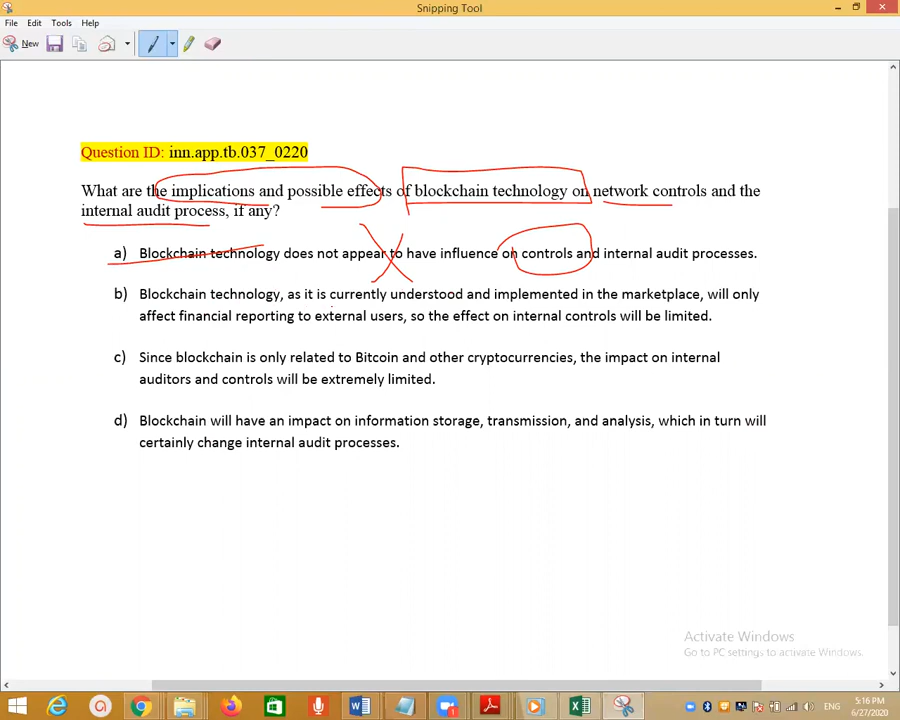 Snipping Tool
File Edit Tools Help
New
Question ID: inn.app.tb.037_0220
What are the implications and possible effects of blockchain technology on network controls and the
internal audit process, if any?
a) Blockchain technology does not appear to have influence on controls and internal audit processes.
b) Blockchain technology, as it is currently understood and implemented in the marketplace, will only
affect financial reporting to external users, so the effect on internal controls will be limited.
c) Since blockchain is only related to Bitcoin and other cryptocurrencies, the impact on internal
auditors and controls will be extremely limited.
d) Blockchain will have an impact on information storage, transmission, and analysis, which in turn will
certainly change internal audit processes.
Activate Windows
Go to PC settings to activate Windows.
ENG
5:16 PM
6/27/2020